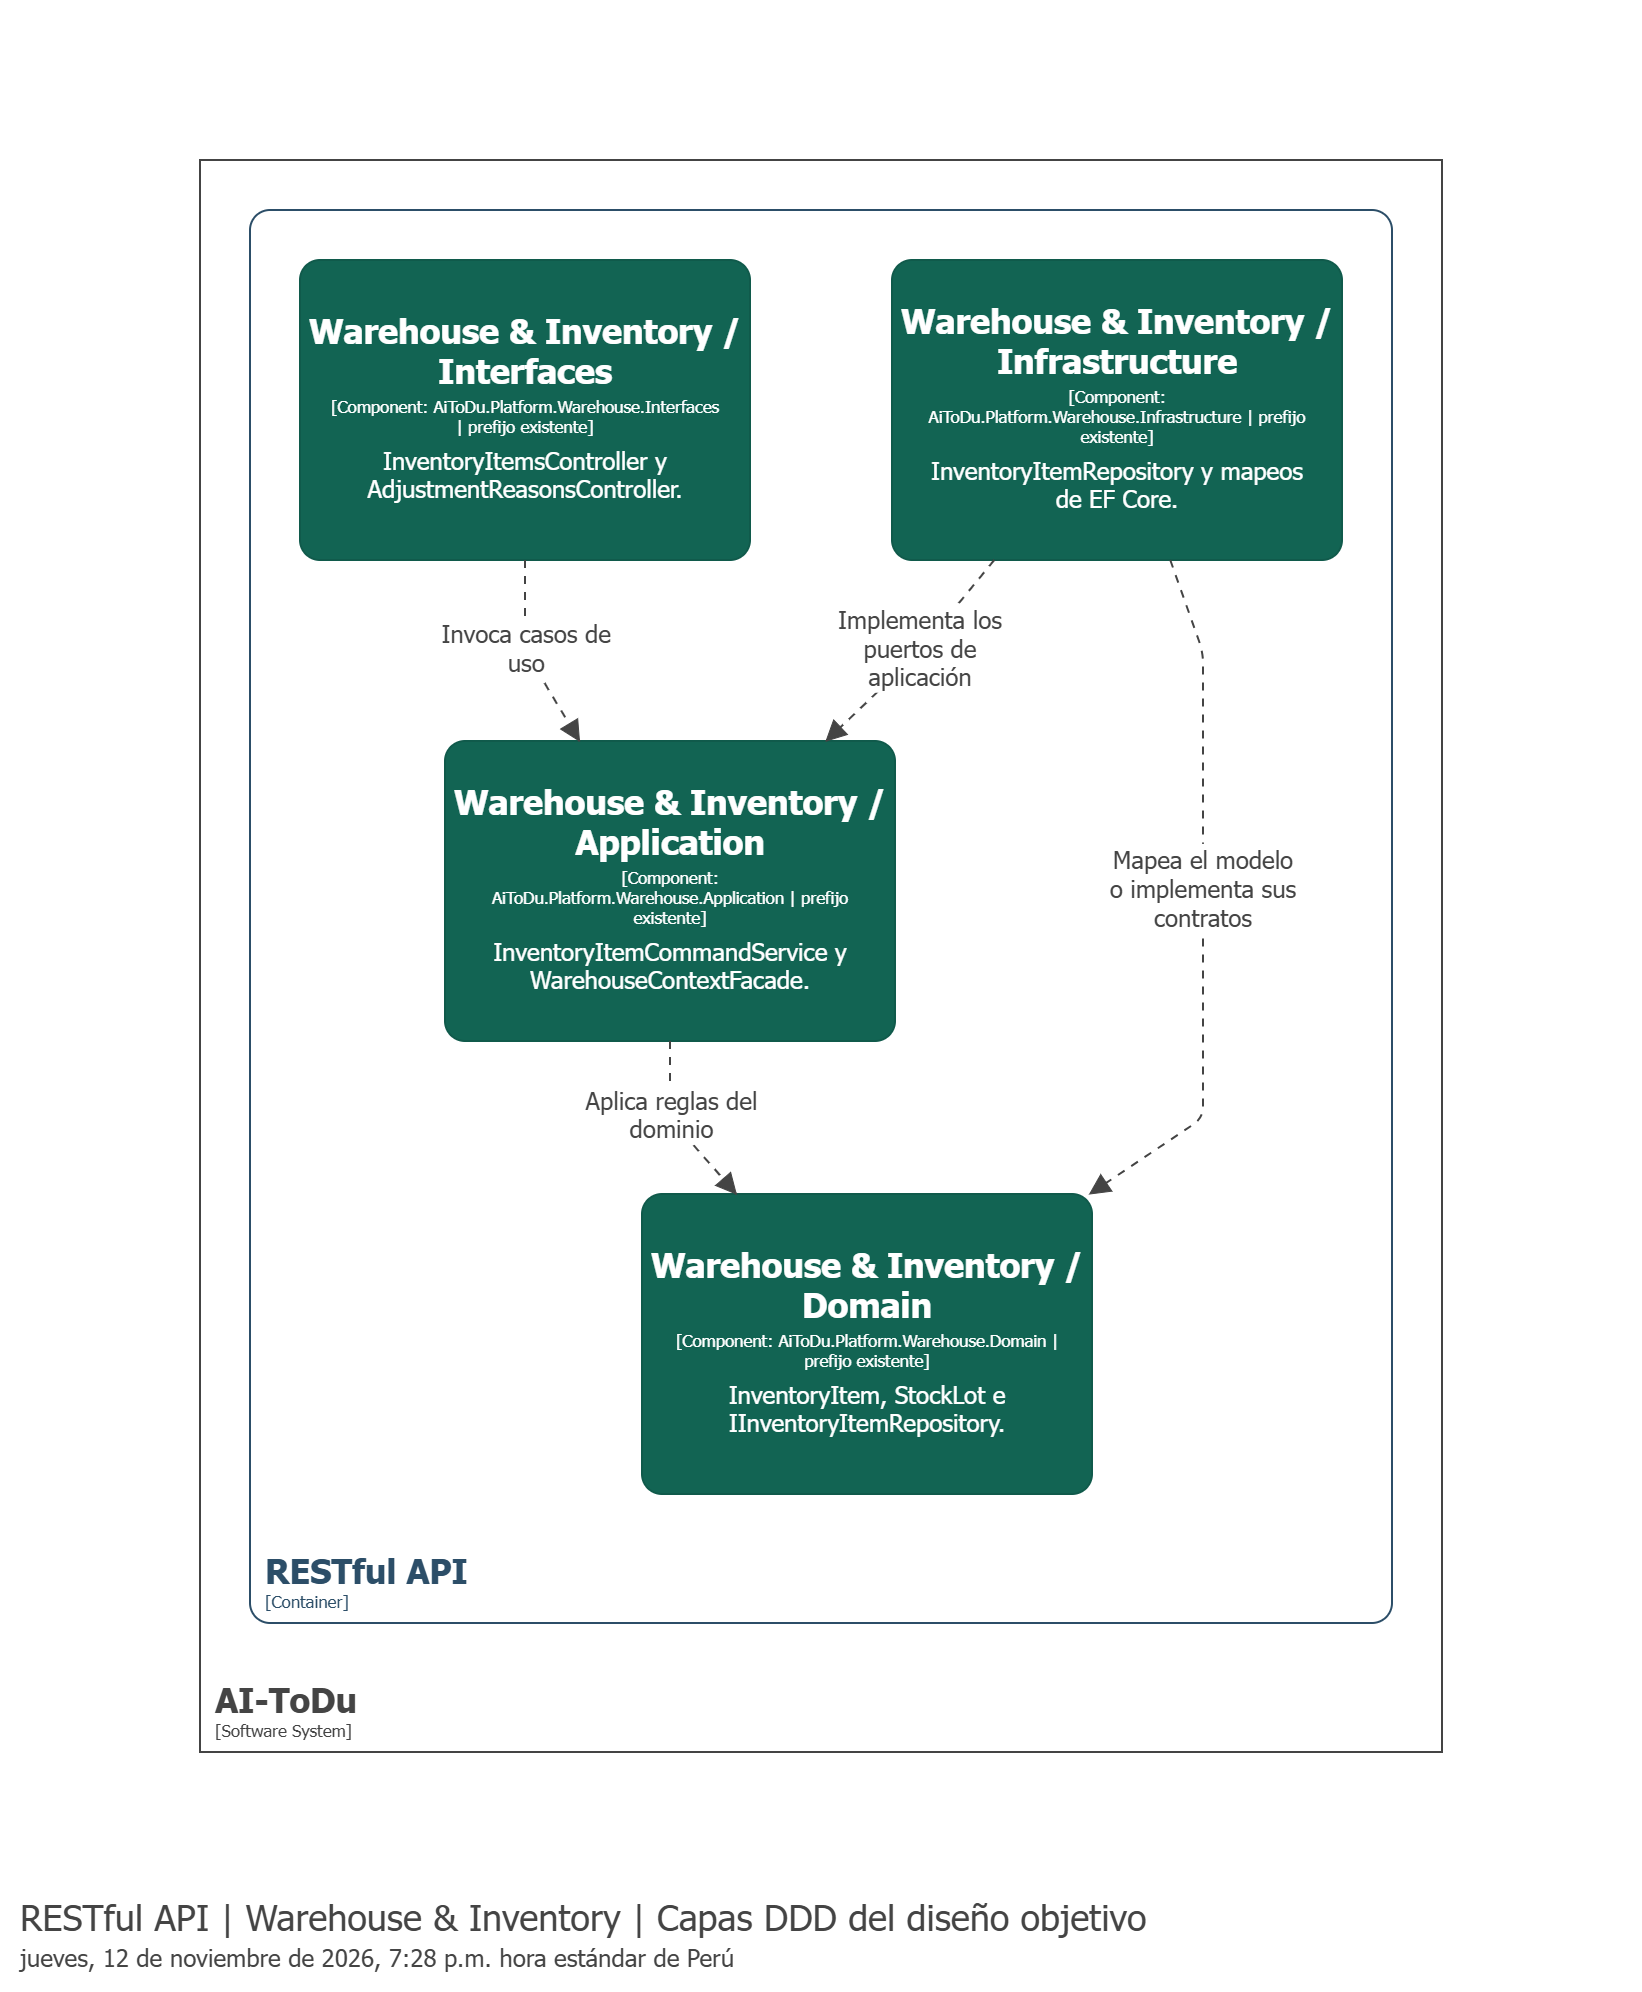 Warehouse & Inventory /
Interfaces
[Component: AiToDu.Platform.Warehouse.Interfaces
| prefijo existente]
InventoryItemsController y
AdjustmentReasonsController.
Warehouse & Inventory /
Infrastructure
[Component:
AiToDu.Platform.Warehouse.Infrastructure | prefijo
existente]
InventoryItemRepository y mapeos
de EF Core.
Invoca casos de
uso
Implementa los
puertos de
aplicación
Warehouse & Inventory /
Application
[Component:
AiToDu.Platform.Warehouse.Application | prefijo
existente]
InventoryItemCommandService y
WarehouseContextFacade.
Mapea el modelo
o implementa sus
contratos
Aplica reglas del
dominio
Warehouse & Inventory /
Domain
[Component: AiToDu.Platform.Warehouse.Domain |
prefijo existente]
InventoryItem, StockLot e
IInventoryItemRepository.
RESTful API
[Container]
AI-ToDu
[Software System]
RESTful API | Warehouse & Inventory | Capas DDD del diseño objetivo
jueves, 12 de noviembre de 2026, 7:28 p.m. hora estándar de Perú